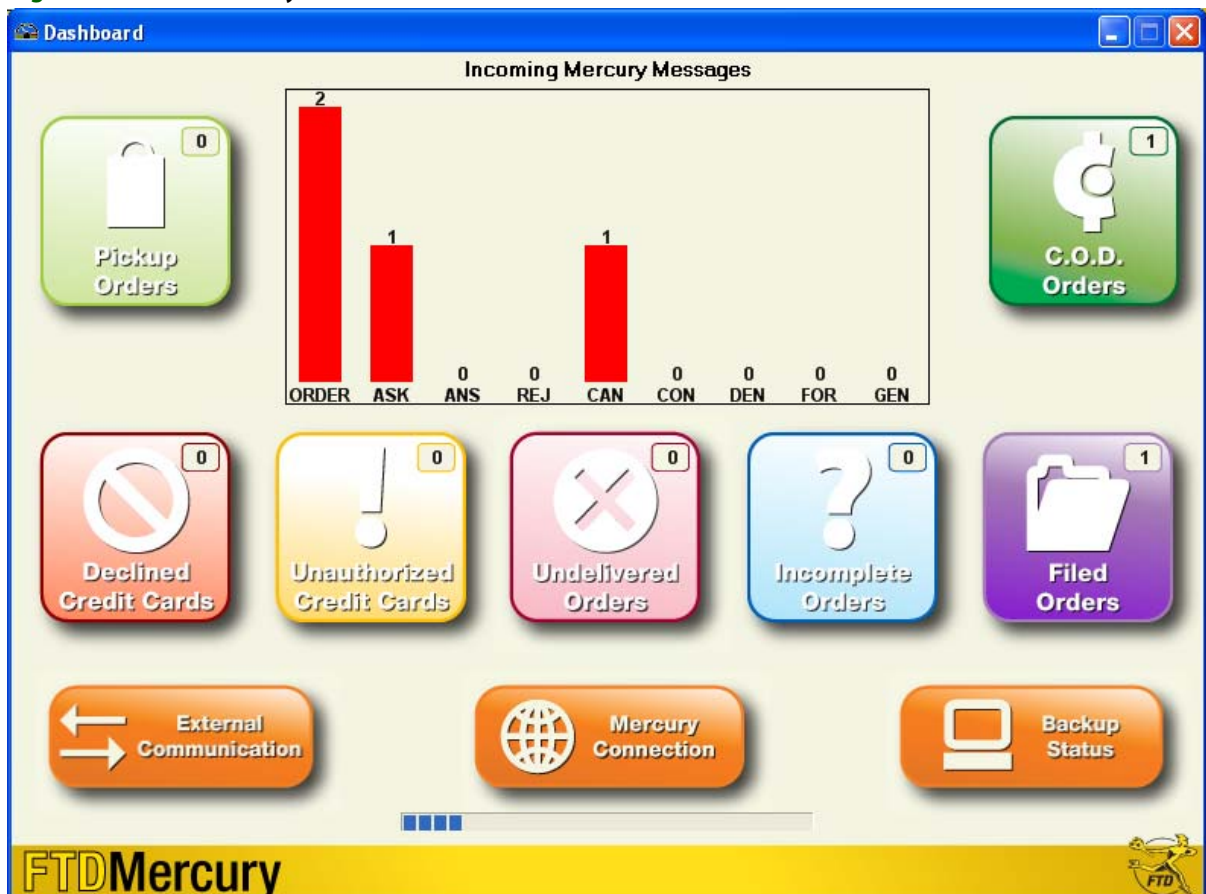 Dashboard
Incoming Mercury Messages
2
1
1
0
0
0
0
0
0
ORDER ASK ANS REJ CAN CON DEN FOR GEN
0
Pickup
Orders
1
C.O.D.
Orders
0
Declined
Credit Cards
0
Unauthorized
Credit Cards
0
Undelivered
Orders
0
Incomplete
Orders
1
Filed
Orders
External
Communication
Mercury
Connection
Backup
Status
FTDMercury
FTD